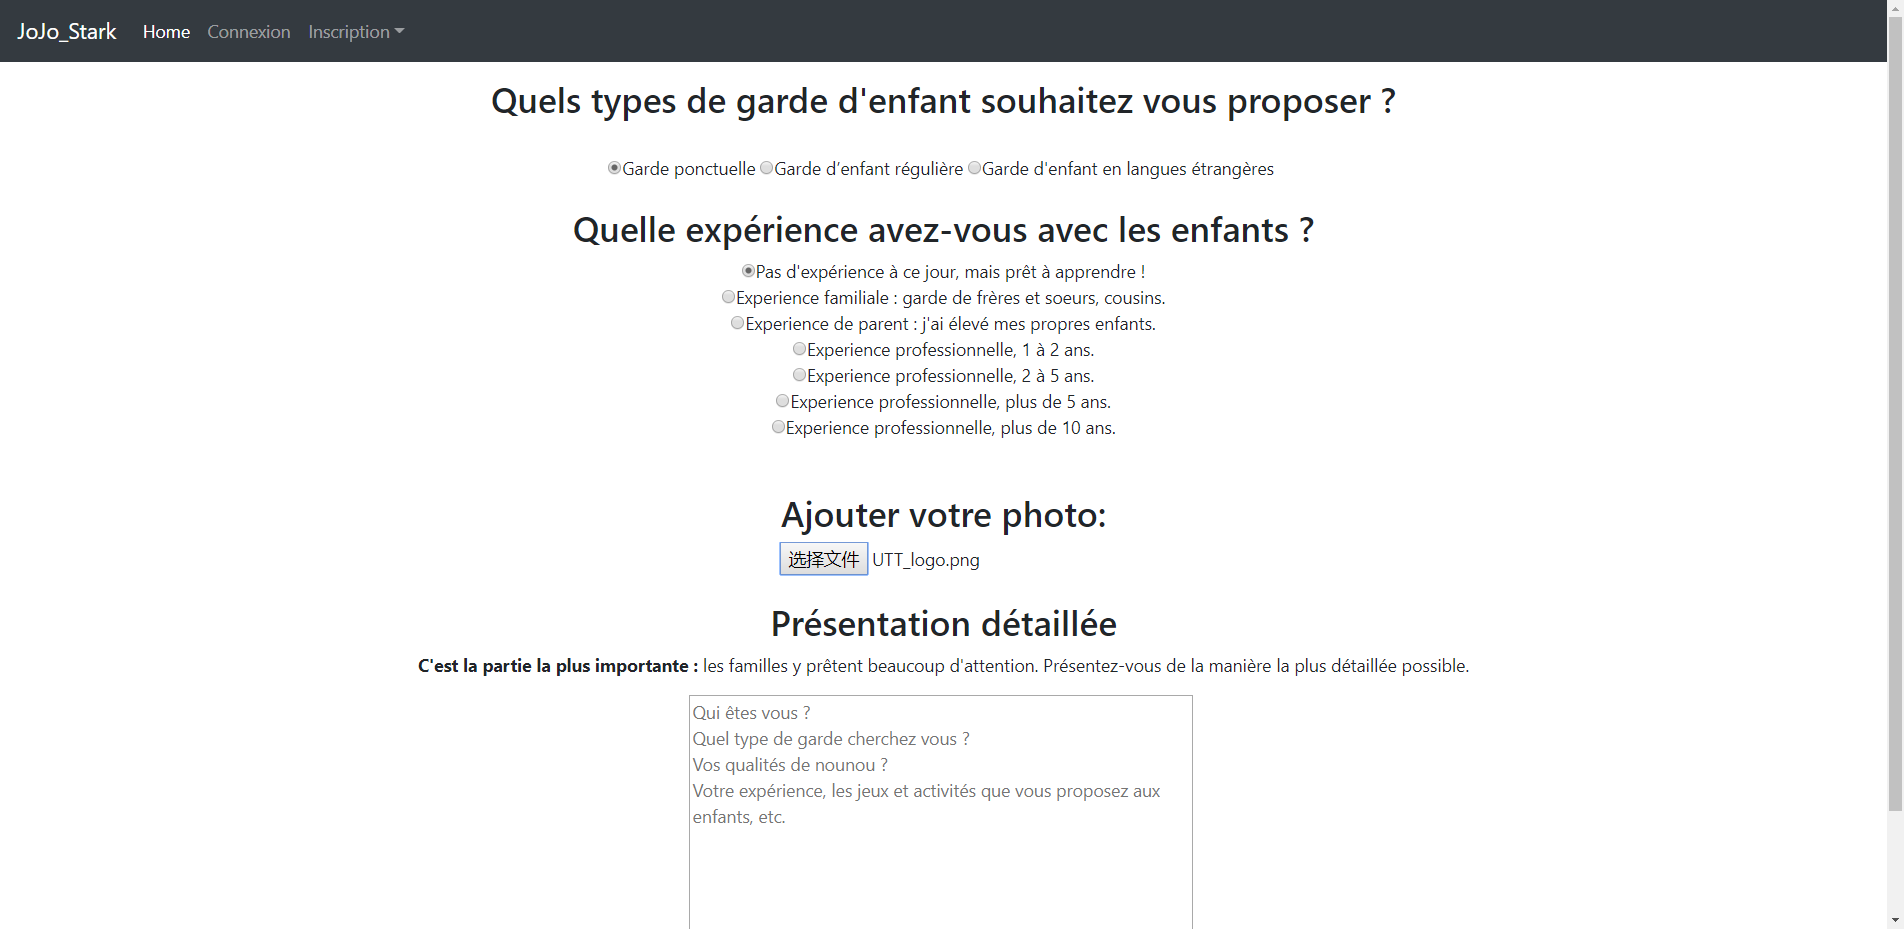 JoJo_Stark Home Connexion Inscription
Quels types de garde d'enfant souhaitez vous proposer ?
Garde ponctuelle Garde d’enfant régulière Garde d'enfant en langues étrangères
Quelle expérience avez-vous avec les enfants ?
Pas d'expérience à ce jour, mais prêt à apprendre !
Experience familiale : garde de frères et soeurs, cousins.
Experience de parent : j'ai élevé mes propres enfants.
Experience professionnelle, 1 à 2 ans.
Experience professionnelle, 2 à 5 ans.
Experience professionnelle, plus de 5 ans.
Experience professionnelle, plus de 10 ans.
Ajouter votre photo:
选择文件 UTT_logo.png
Présentation détaillée
C'est la partie la plus importante : les familles y prêtent beaucoup d'attention. Présentez-vous de la manière la plus détaillée possible.
Qui êtes vous ?
Quel type de garde cherchez vous ?
Vos qualités de nounou ?
Votre expérience, les jeux et activités que vous proposez aux
enfants, etc.